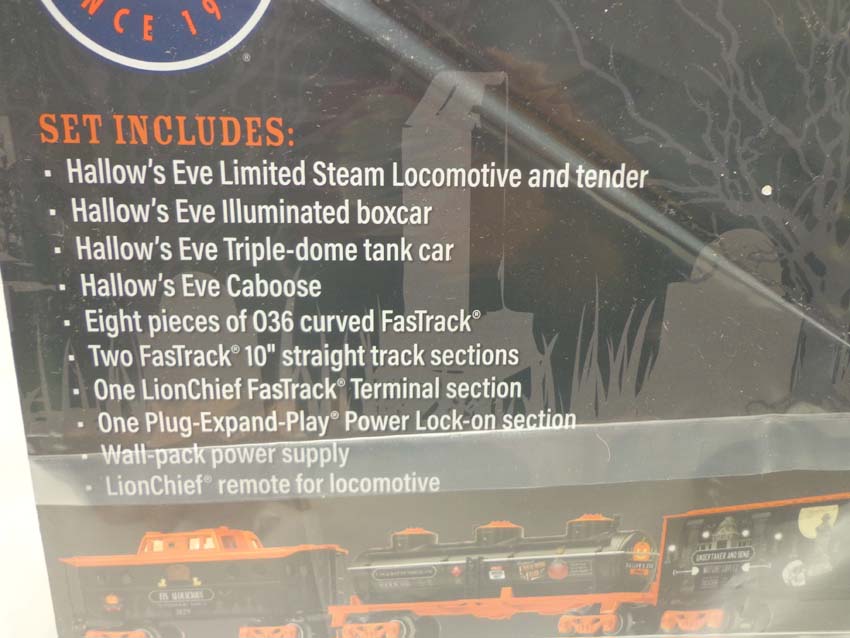 NCE 19
®
SET INCLUDES:
· Hallow's Eve Limited Steam Locomotive and tender
· Hallow's Eve Illuminated boxcar
· Hallow's Eve Triple-dome tank car
· Hallow's Eve Caboose
· Eight pieces of O36 curved FasTrack®
· Two FasTrack® 10" straight track sections
· One LionChief FasTrack® Terminal section
· One Plug-Expand-Play® Power Lock-on section
· Wall-pack power supply
· LionChief® remote for locomotive
UNDERTAKER AND SONS